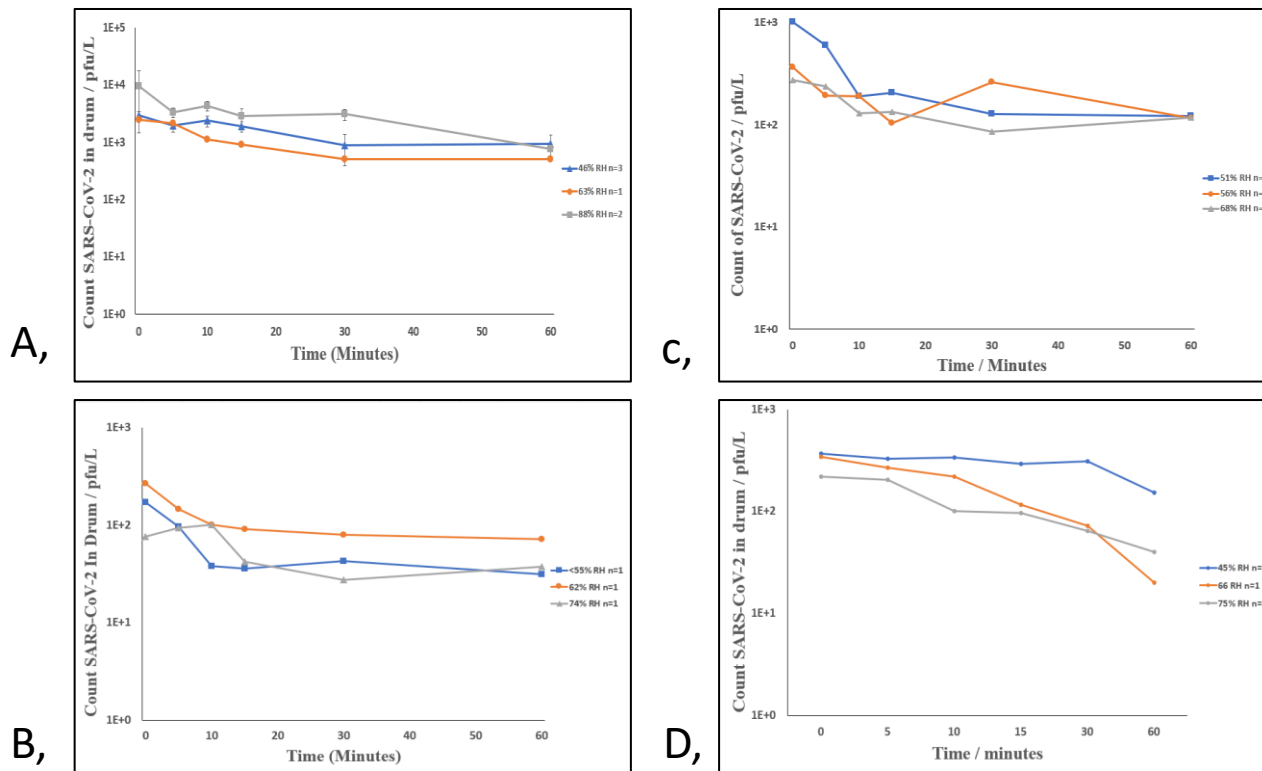 A,
Count SARS-CoV-2 in drum / pfu/L
1E+5
1E+4
1E+3
1E+2
1E+1
1E+0
0 10 20 30 40 50 60
Time (Minutes)
46% RH n=3
63% RH n=1
88% RH n=2
B,
Count SARS-CoV-2 In Drum / pfu/L
1E+3
1E+2
1E+1
1E+0
0 10 20 30 40 50 60
Time (Minutes)
<55% RH n=1
62% RH n=1
74% RH n=1
c,
Count of SARS-CoV-2 / pfu/L
1E+3
1E+2
1E+1
1E+0
0 10 20 30 40 50 60
Time / Minutes
51% RH n=
56% RH n=
68% RH n=
D,
Count SARS-CoV-2 in drum / pfu/L
1E+3
1E+2
1E+1
1E+0
0 5 10 15 30 60
Time / minutes
45% RH n=
66 RH n=1
75% RH n=